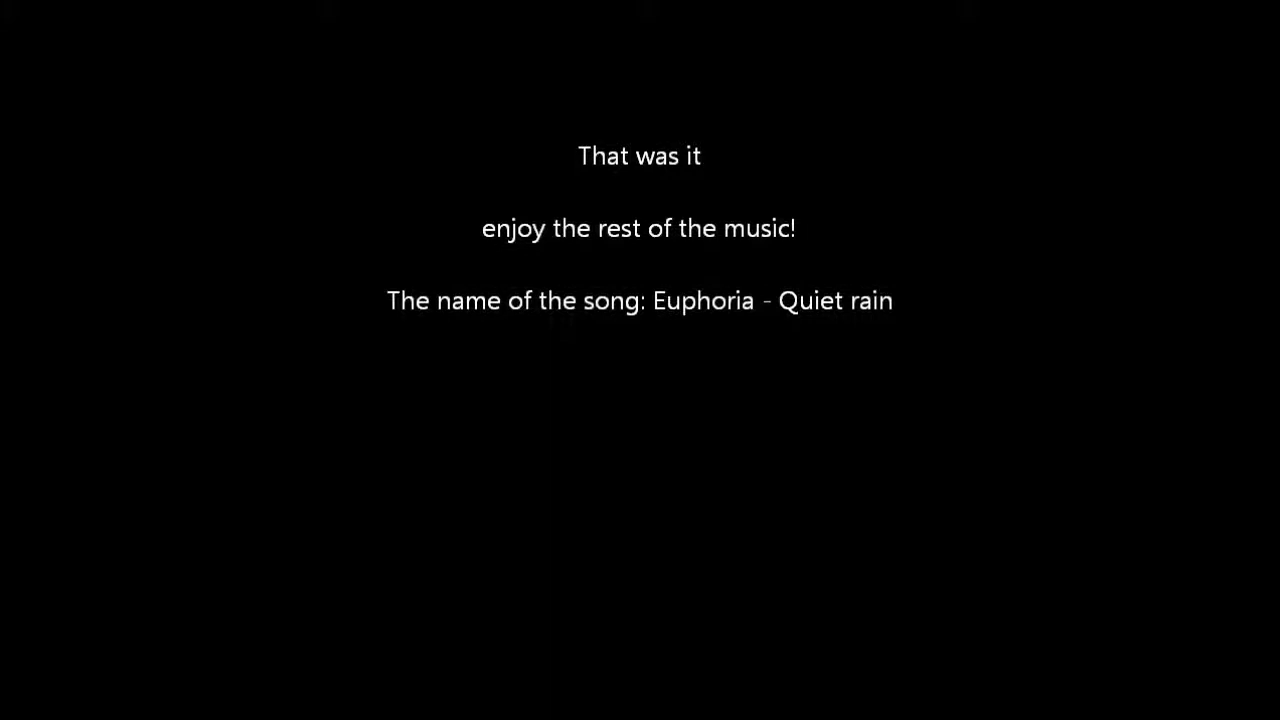 That was it
enjoy the rest of the music!
The name of the song: Euphoria - Quiet rain